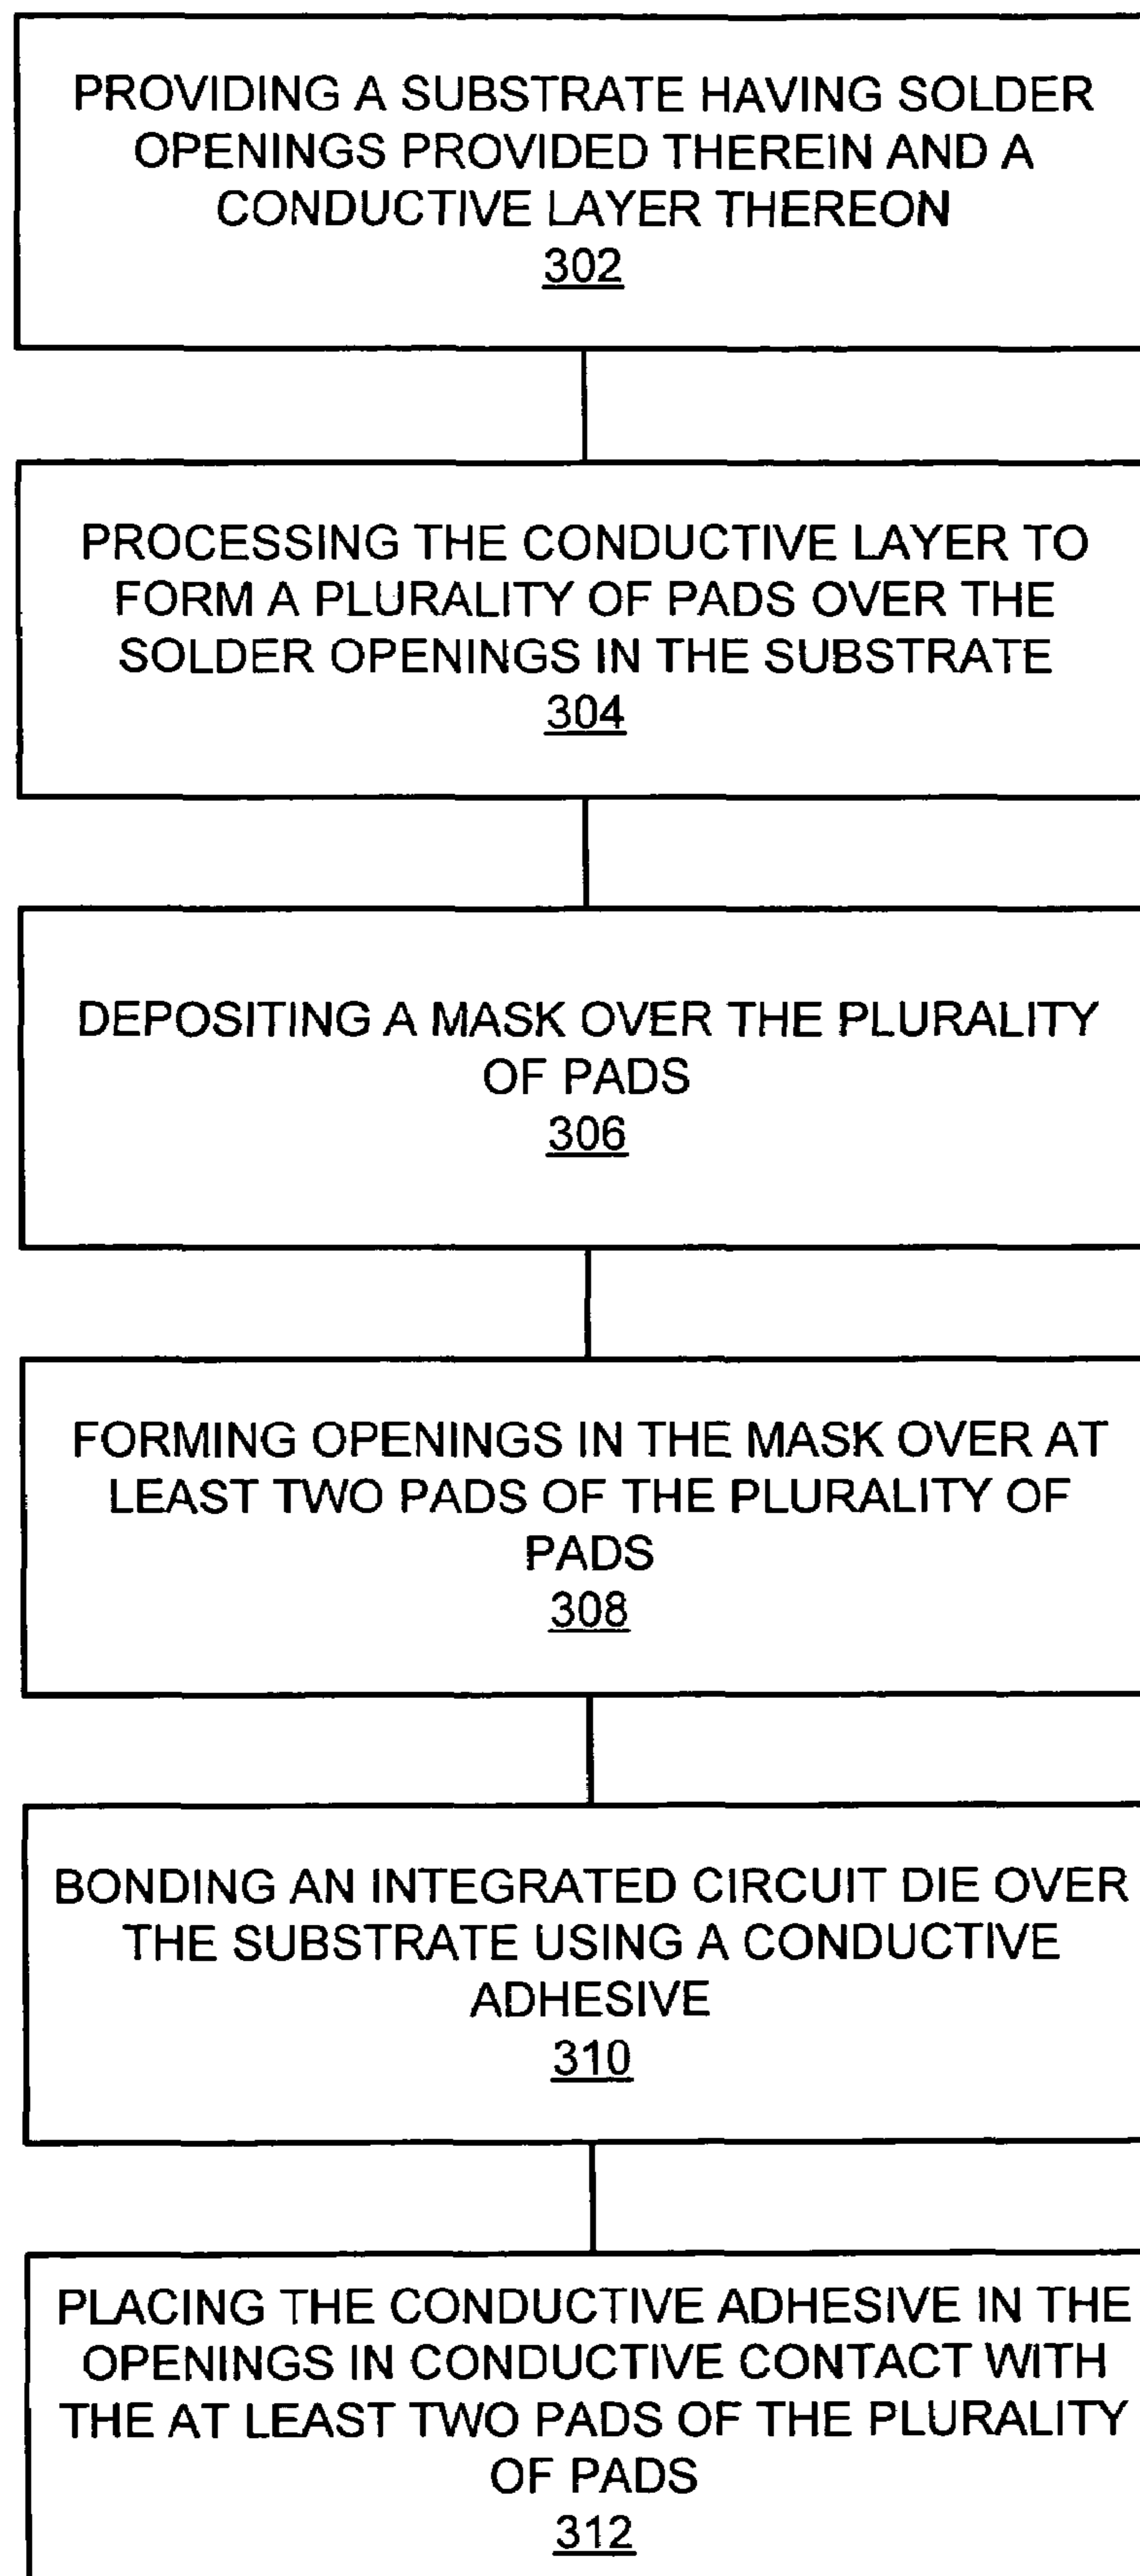 PROVIDING A SUBSTRATE HAVING SOLDER
OPENINGS PROVIDED THEREIN AND A
CONDUCTIVE LAYER THEREON
302
PROCESSING THE CONDUCTIVE LAYER TO
FORM A PLURALITY OF PADS OVER THE
SOLDER OPENINGS IN THE SUBSTRATE
304
DEPOSITING A MASK OVER THE PLURALITY
OF PADS
306
FORMING OPENINGS IN THE MASK OVER AT
LEAST TWO PADS OF THE PLURALITY OF
PADS
308
BONDING AN INTEGRATED CIRCUIT DIE OVER
THE SUBSTRATE USING A CONDUCTIVE
ADHESIVE
310
PLACING THE CONDUCTIVE ADHESIVE IN THE
OPENINGS IN CONDUCTIVE CONTACT WITH
THE AT LEAST TWO PADS OF THE PLURALITY
OF PADS
312